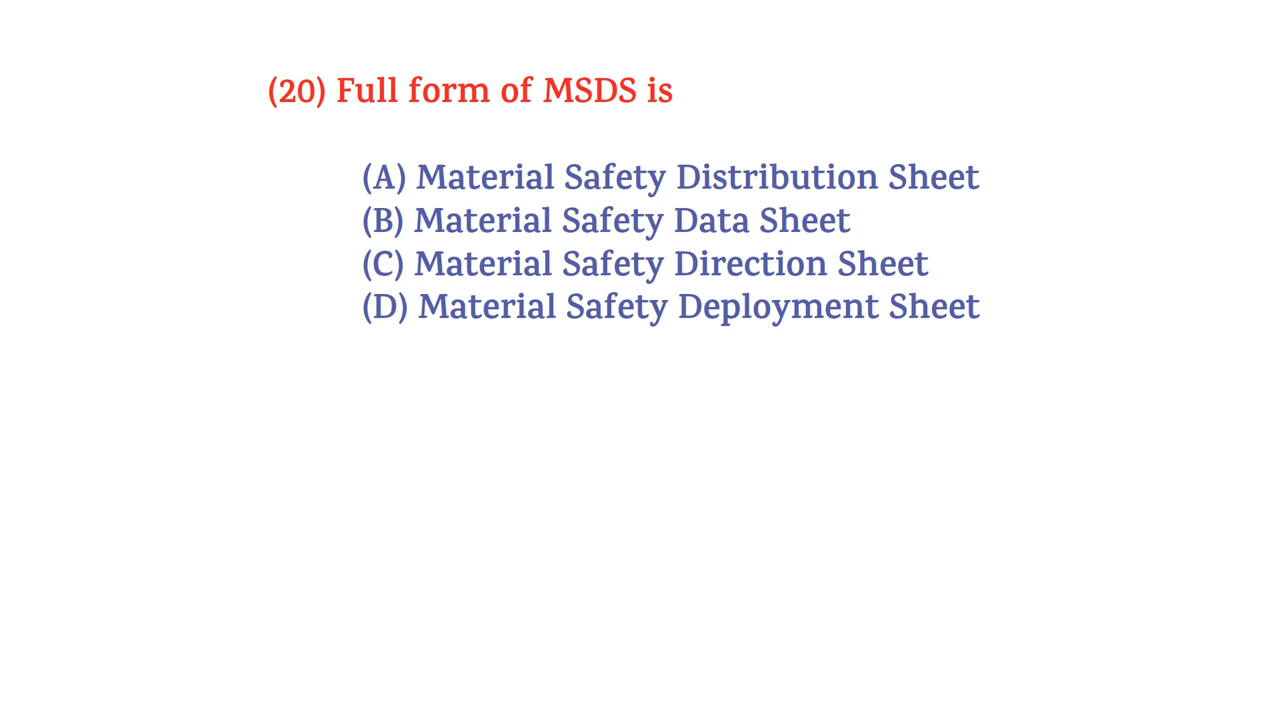 (20) Full form of MSDS is
(A) Material Safety Distribution Sheet
(B) Material Safety Data Sheet
(C) Material Safety Direction Sheet
(D) Material Safety Deployment Sheet